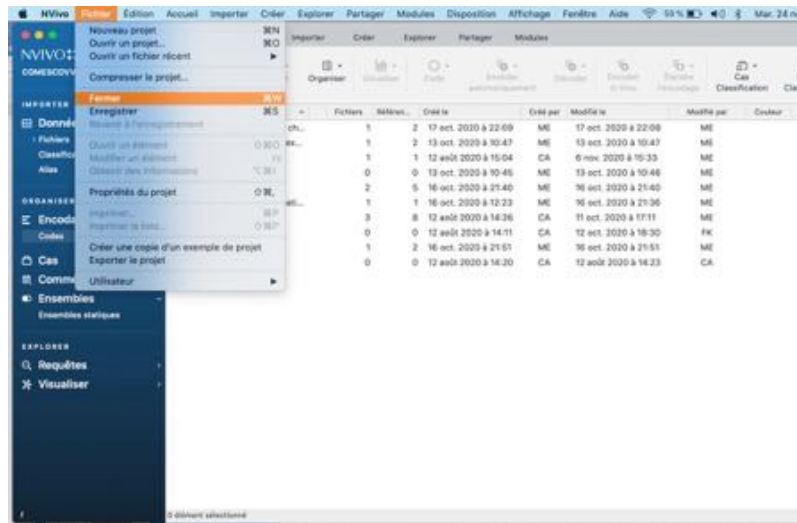 NVivo Fichier Édition Accueil Importer Créer Explorer Partager Modules Disposition Affichage Fenêtre Aide 59 % Mar. 24 n
Importer Créer Explorer Partager Modules
NVIVO
Organiser Cas Classification
Nouveau projet ⌘N
Ouvrir un projet... ⌘O
Ouvrir un fichier récent
Compresser le projet...
Fermer ⌘W
Enregistrer ⌘S
Revenir à l'enregistrement
Ouvrir un élément ⇧⌘O
Modifier un élément
Obtenir des informations
Propriétés du projet
Imprimer... ⌘P
Imprimer la liste...
Créer une copie d'un exemple de projet
Exporter le projet
Utilisateur
IMPORTER
Donné
Fichiers
Classific
Alias
ORGANISER
Encoda
Codes
Cas
Comme
Ensembles
Ensembles statiques
EXPLORER
Requêtes
Visualiser
Fichiers Créé le Créé par Modifié le Modifié par Couleur
1 2 17 oct. 2020 à 22:09 ME 17 oct. 2020 à 22:09 ME
1 2 13 oct. 2020 à 10:47 ME 13 oct. 2020 à 10:47 ME
1 1 12 août 2020 à 15:04 CA 6 nov. 2020 à 15:33 ME
0 0 13 oct. 2020 à 10:45 ME 13 oct. 2020 à 10:46 ME
2 5 16 oct. 2020 à 21:40 ME 16 oct. 2020 à 21:40 ME
1 1 16 oct. 2020 à 12:23 ME 16 oct. 2020 à 21:36 ME
3 8 12 août 2020 à 14:26 CA 11 oct. 2020 à 17:11 ME
0 0 12 août 2020 à 14:11 CA 12 oct. 2020 à 18:30 FK
1 2 16 oct. 2020 à 21:51 ME 16 oct. 2020 à 21:51 ME
0 0 12 août 2020 à 14:20 CA 12 août 2020 à 14:23 CA
0 élément sélectionné